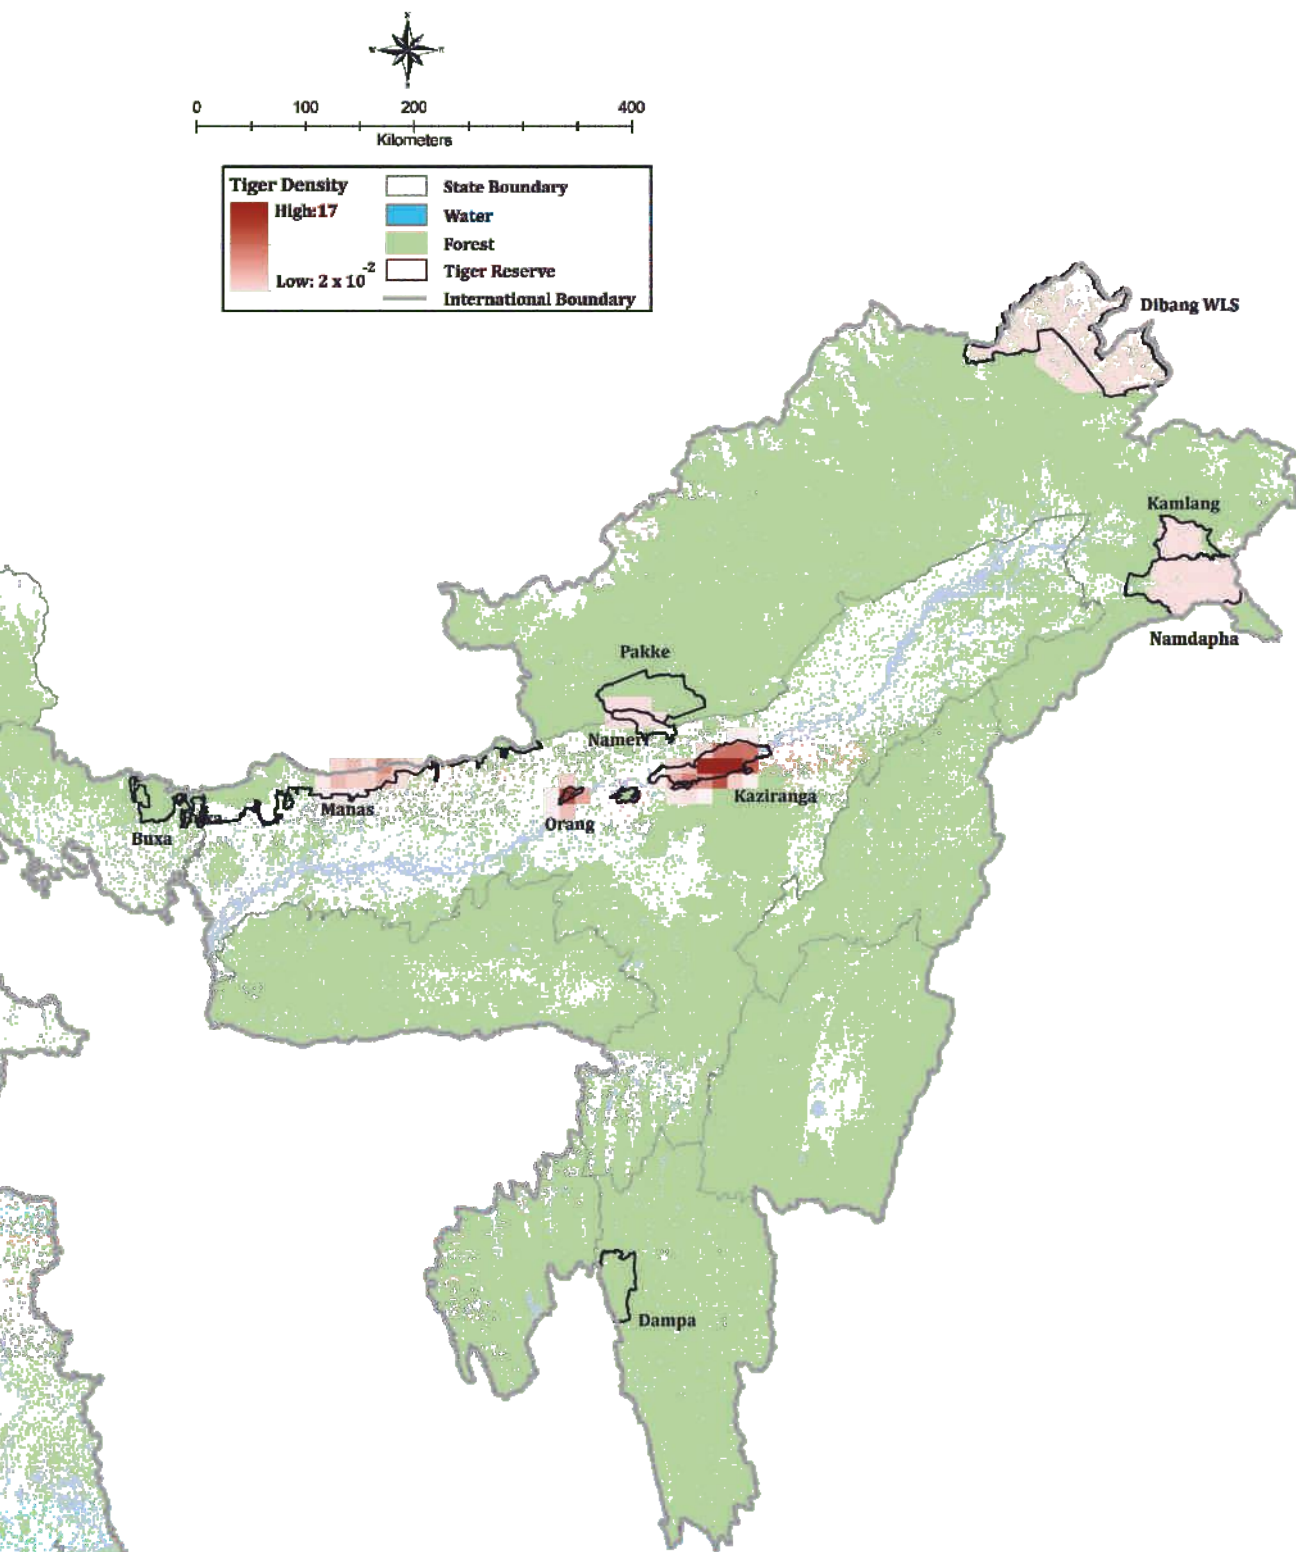 N
W
E
S
0 100 200 400
Kilometers
Tiger Density
High:17
Low: 2 x 10-2
State Boundary
Water
Forest
Tiger Reserve
International Boundary
Dibang WLS
Kamlang
Namdapha
Pakke
Nameri
Kaziranga
Manas
Orang
Buxa
Dampa